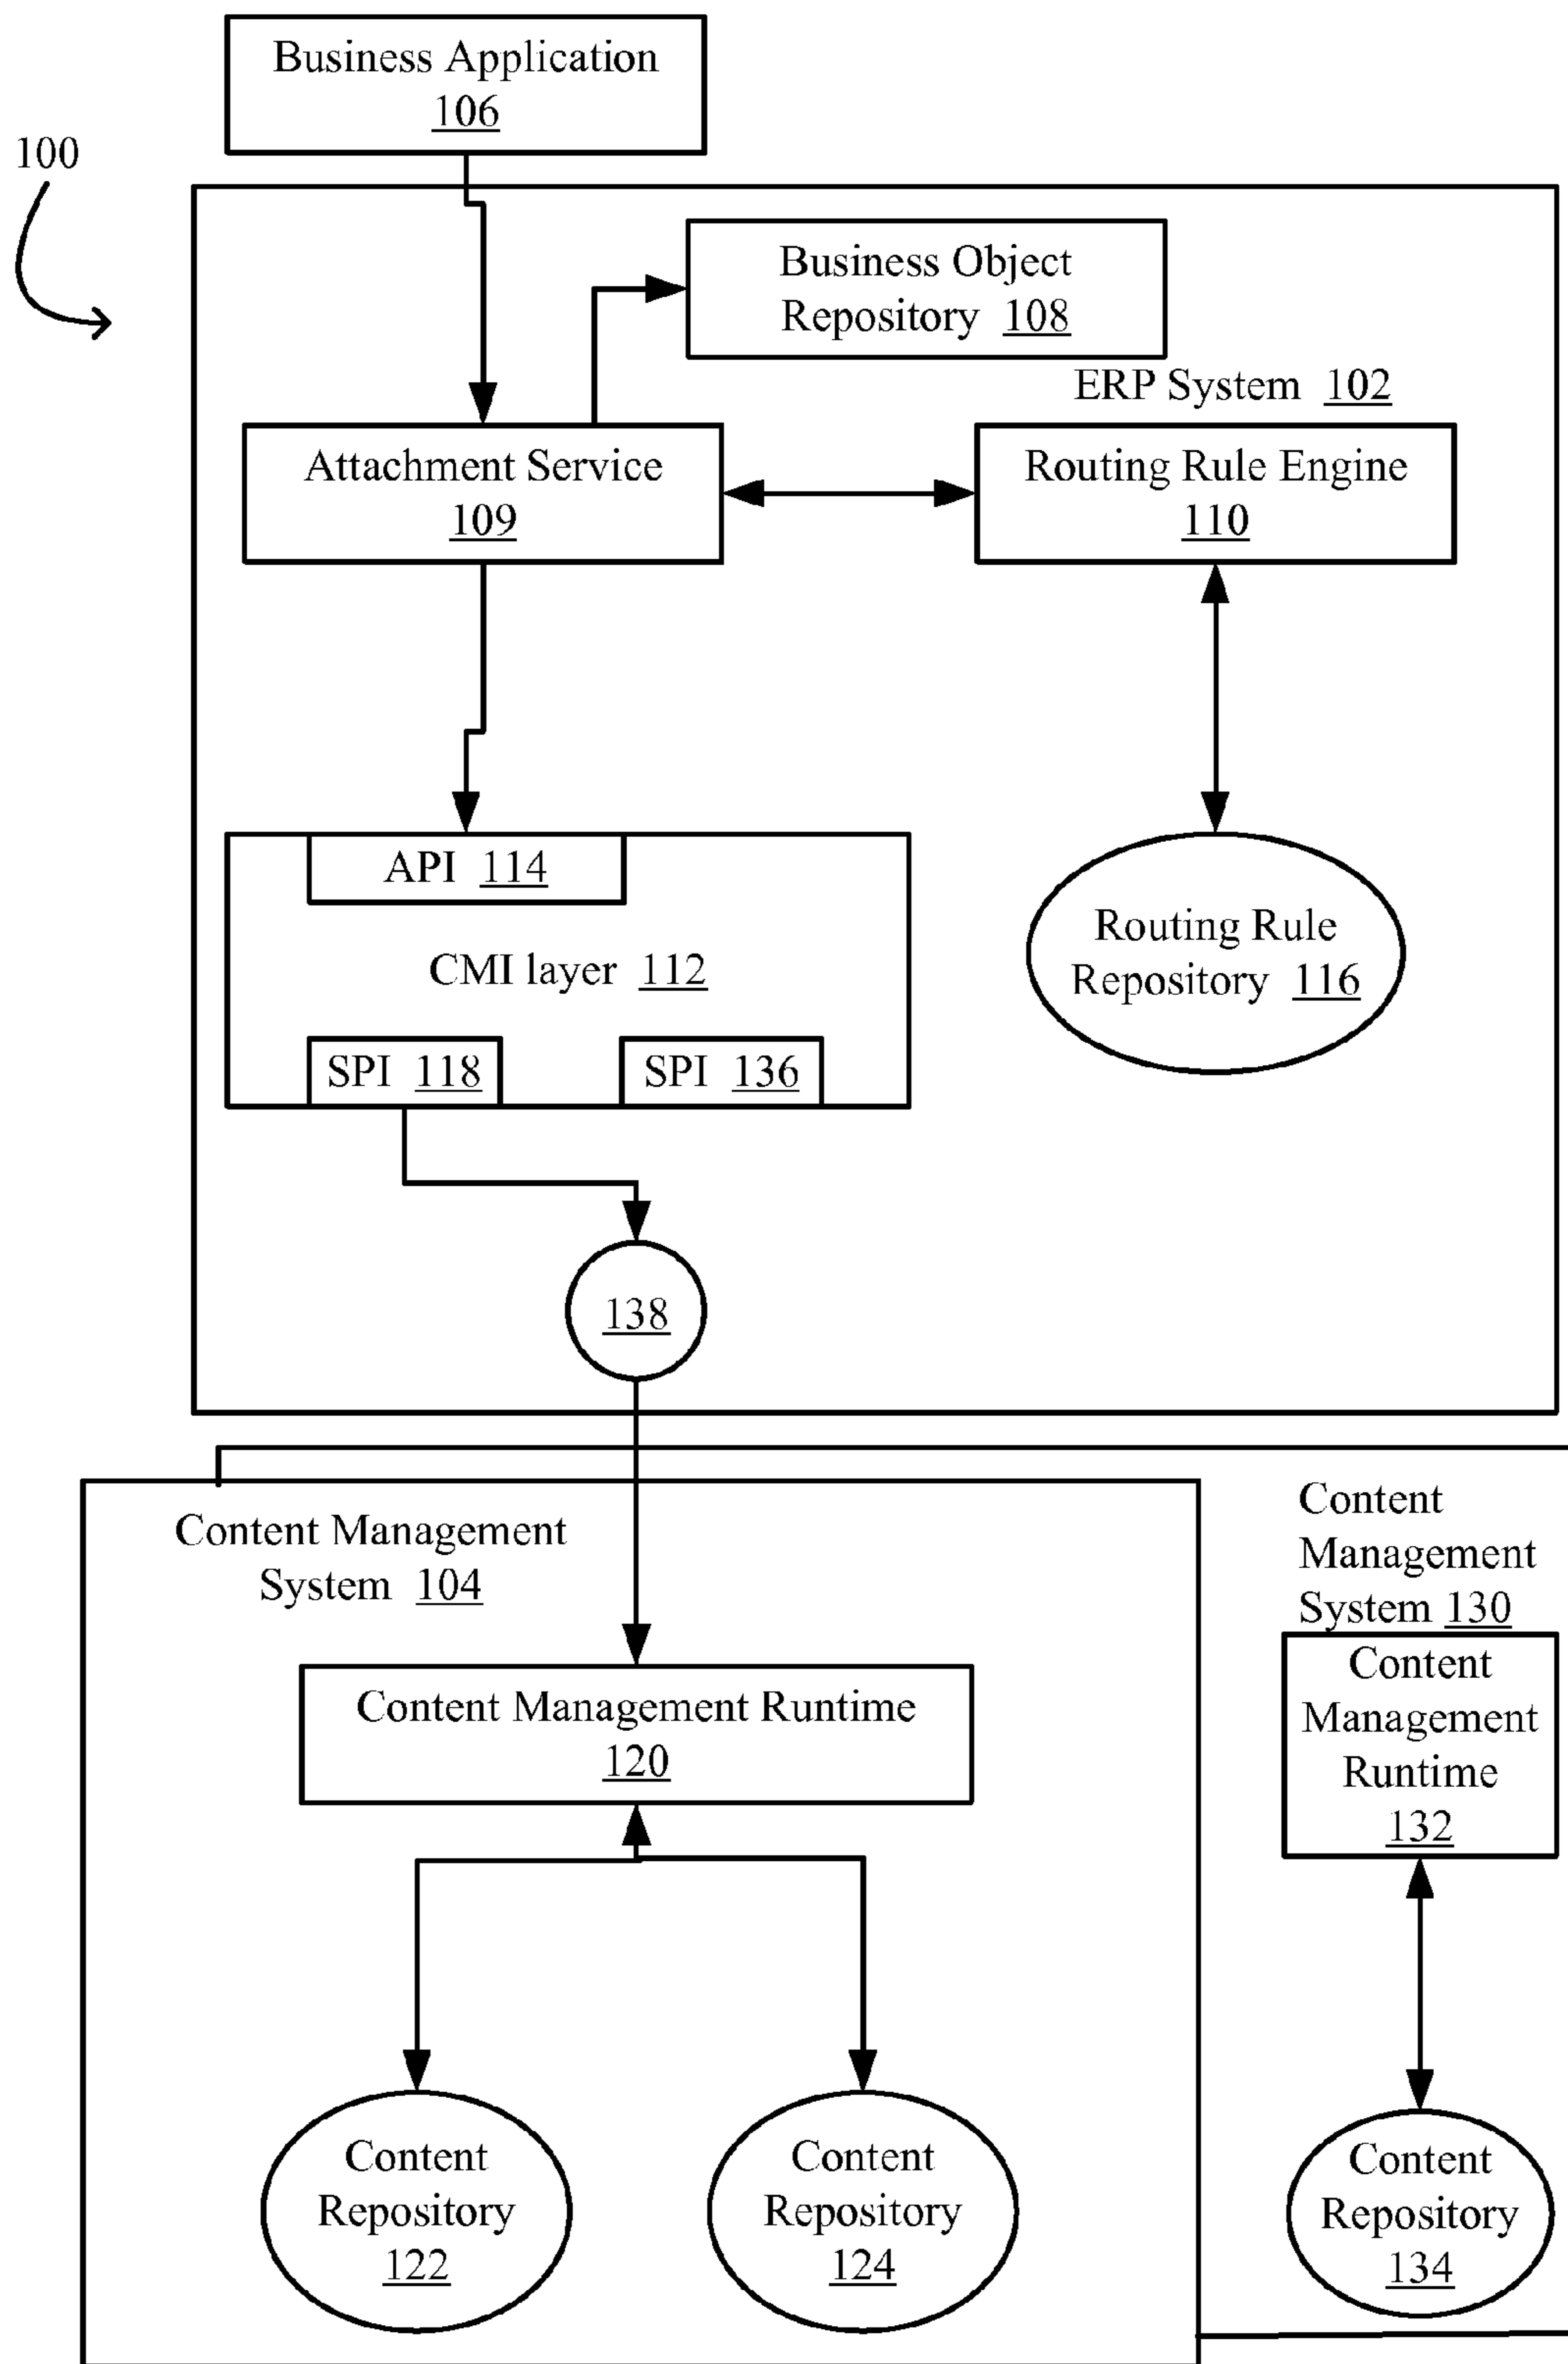 Business Application
106
100
Business Object
Repository 108
ERP System 102
Attachment Service
109
Routing Rule Engine
110
API 114
CMI layer 112
SPI 118
SPI 136
Routing Rule
Repository 116
138
Content Management
System 104
Content
Management
System 130
Content Management Runtime
120
Content
Management
Runtime
132
Content
Repository
122
Content
Repository
124
Content
Repository
134